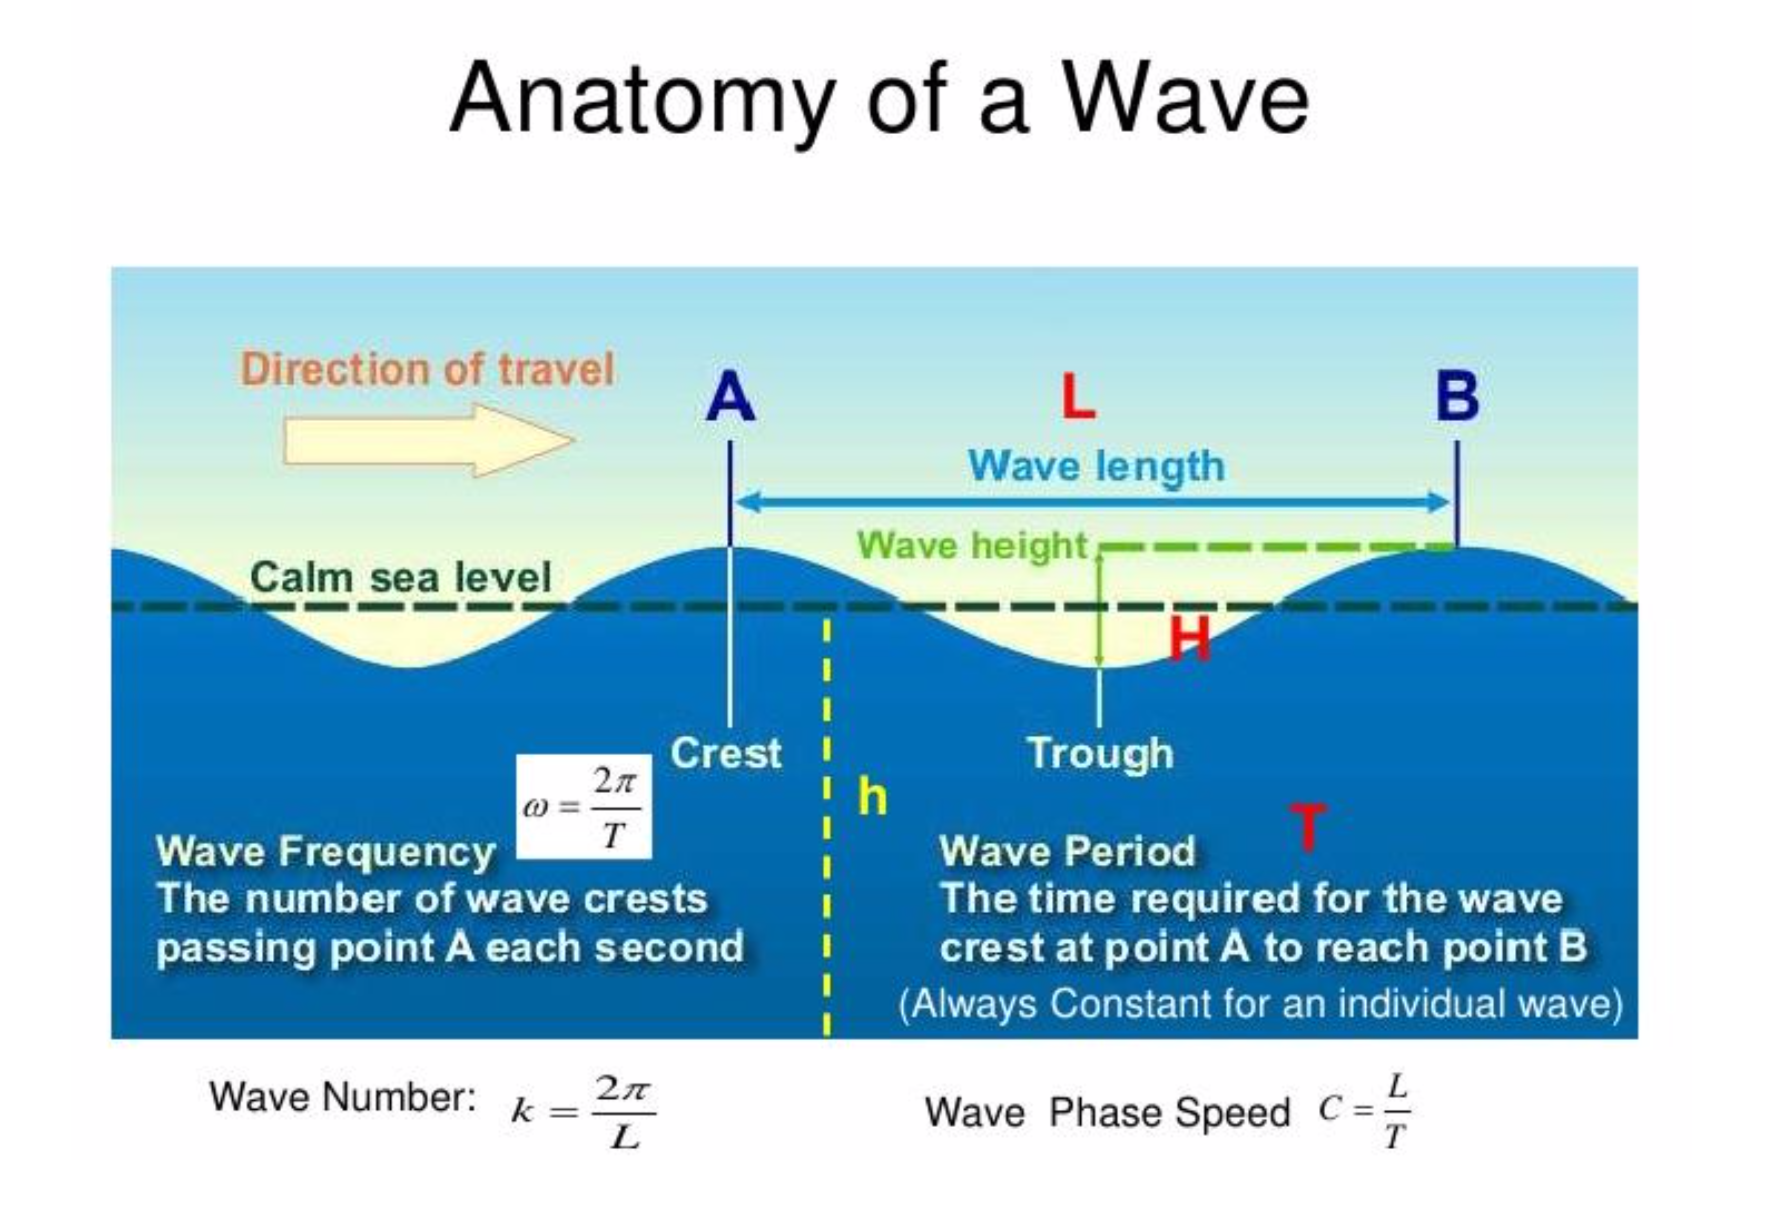 Anatomy of a Wave
Direction of travel
A
L
B
Wave length
Wave height
Calm sea level
H
Crest
Trough
ω = 2π/T
h
T
Wave Frequency
The number of wave crests
passing point A each second
Wave Period
The time required for the wave
crest at point A to reach point B
(Always Constant for an individual wave)
Wave Number: k = 2π/L
Wave Phase Speed C = L/T